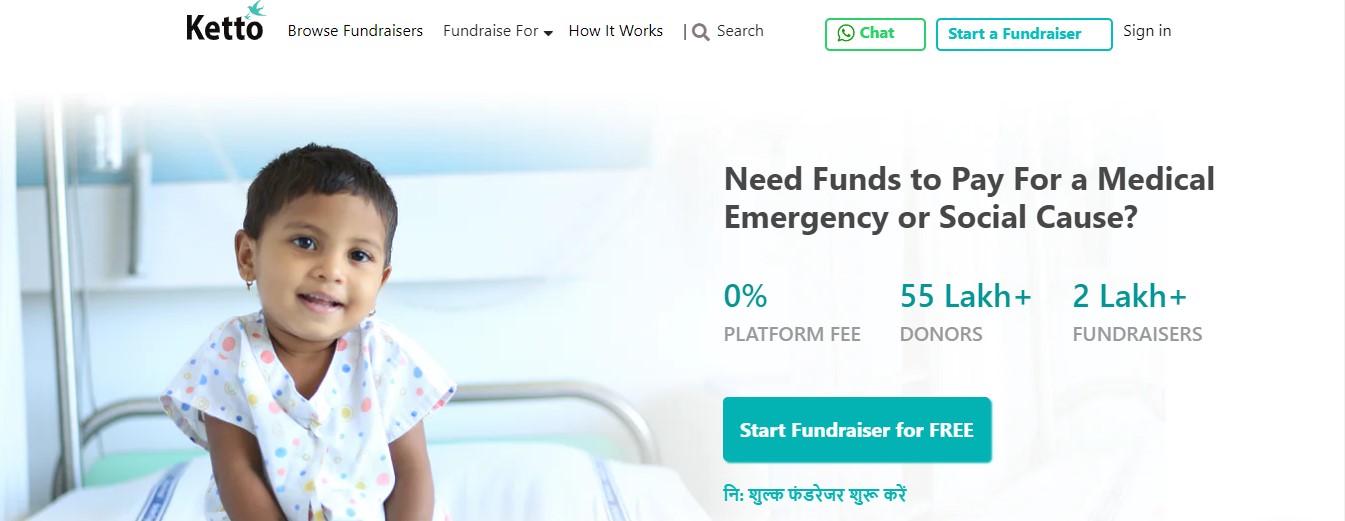 Ketto
Browse Fundraisers
Fundraise For
How It Works
|
Search
Chat
Start a Fundraiser
Sign in
Need Funds to Pay For a Medical
Emergency or Social Cause?
0%
55 Lakh+
2 Lakh+
PLATFORM FEE
DONORS
FUNDRAISERS
Start Fundraiser for FREE
नि: शुल्क फंडरेजर शुरू करें